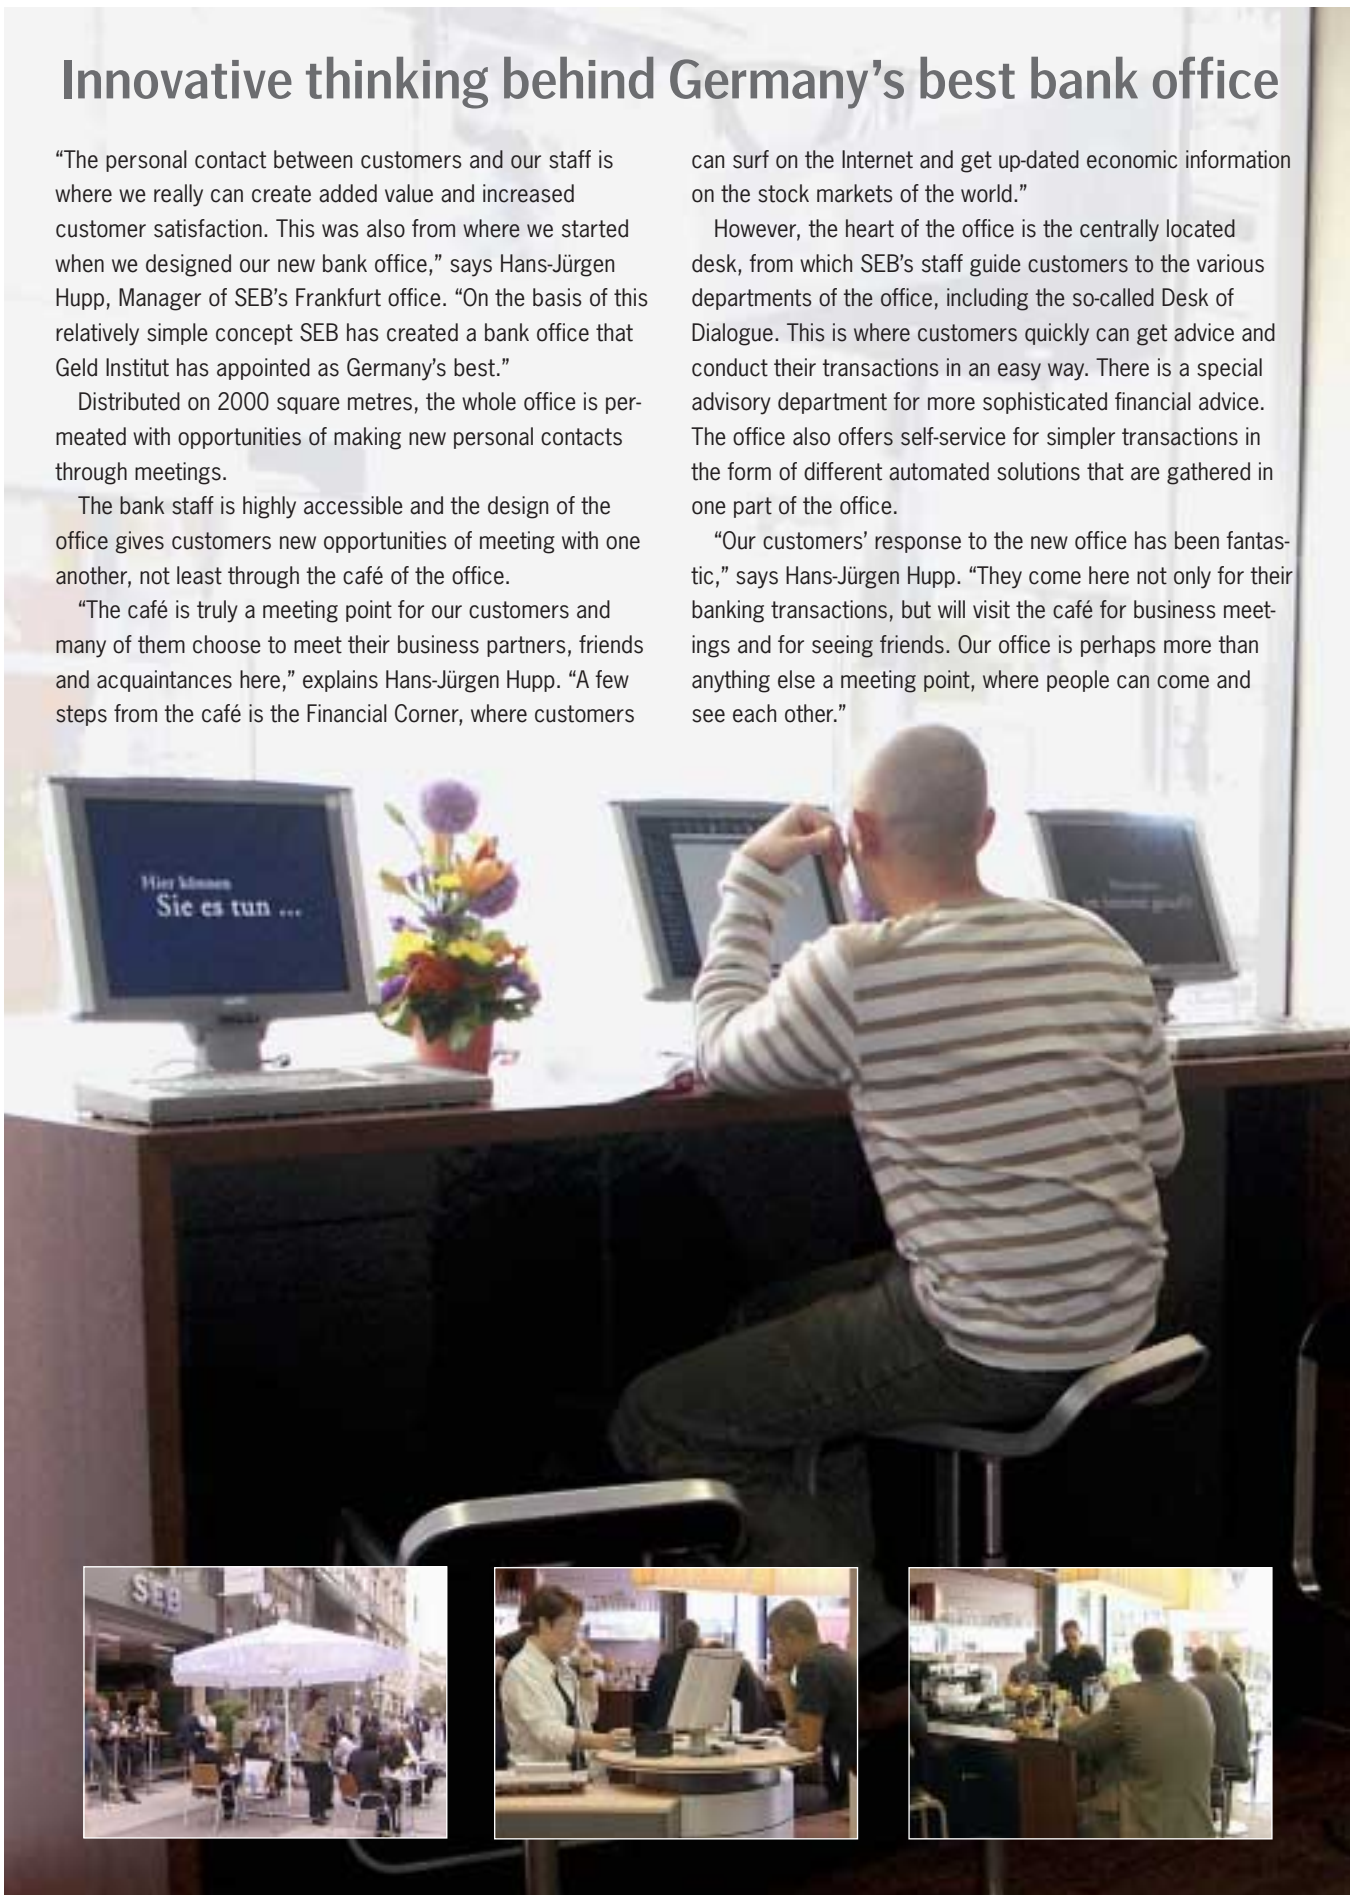 Innovative thinking behind Germany’s best bank office
“The personal contact between customers and our staff is
where we really can create added value and increased
customer satisfaction. This was also from where we started
when we designed our new bank office,” says Hans-Jürgen
Hupp, Manager of SEB’s Frankfurt office. “On the basis of this
relatively simple concept SEB has created a bank office that
Geld Institut has appointed as Germany’s best.”
Distributed on 2000 square metres, the whole office is per-
meated with opportunities of making new personal contacts
through meetings.
The bank staff is highly accessible and the design of the
office gives customers new opportunities of meeting with one
another, not least through the café of the office.
“The café is truly a meeting point for our customers and
many of them choose to meet their business partners, friends
and acquaintances here,” explains Hans-Jürgen Hupp. “A few
steps from the café is the Financial Corner, where customers
can surf on the Internet and get up-dated economic information
on the stock markets of the world.”
However, the heart of the office is the centrally located
desk, from which SEB’s staff guide customers to the various
departments of the office, including the so-called Desk of
Dialogue. This is where customers quickly can get advice and
conduct their transactions in an easy way. There is a special
advisory department for more sophisticated financial advice.
The office also offers self-service for simpler transactions in
the form of different automated solutions that are gathered in
one part of the office.
“Our customers’ response to the new office has been fantas-
tic,” says Hans-Jürgen Hupp. “They come here not only for their
banking transactions, but will visit the café for business meet-
ings and for seeing friends. Our office is perhaps more than
anything else a meeting point, where people can come and
see each other.”
Hier können
Sie es tun ...
SEB